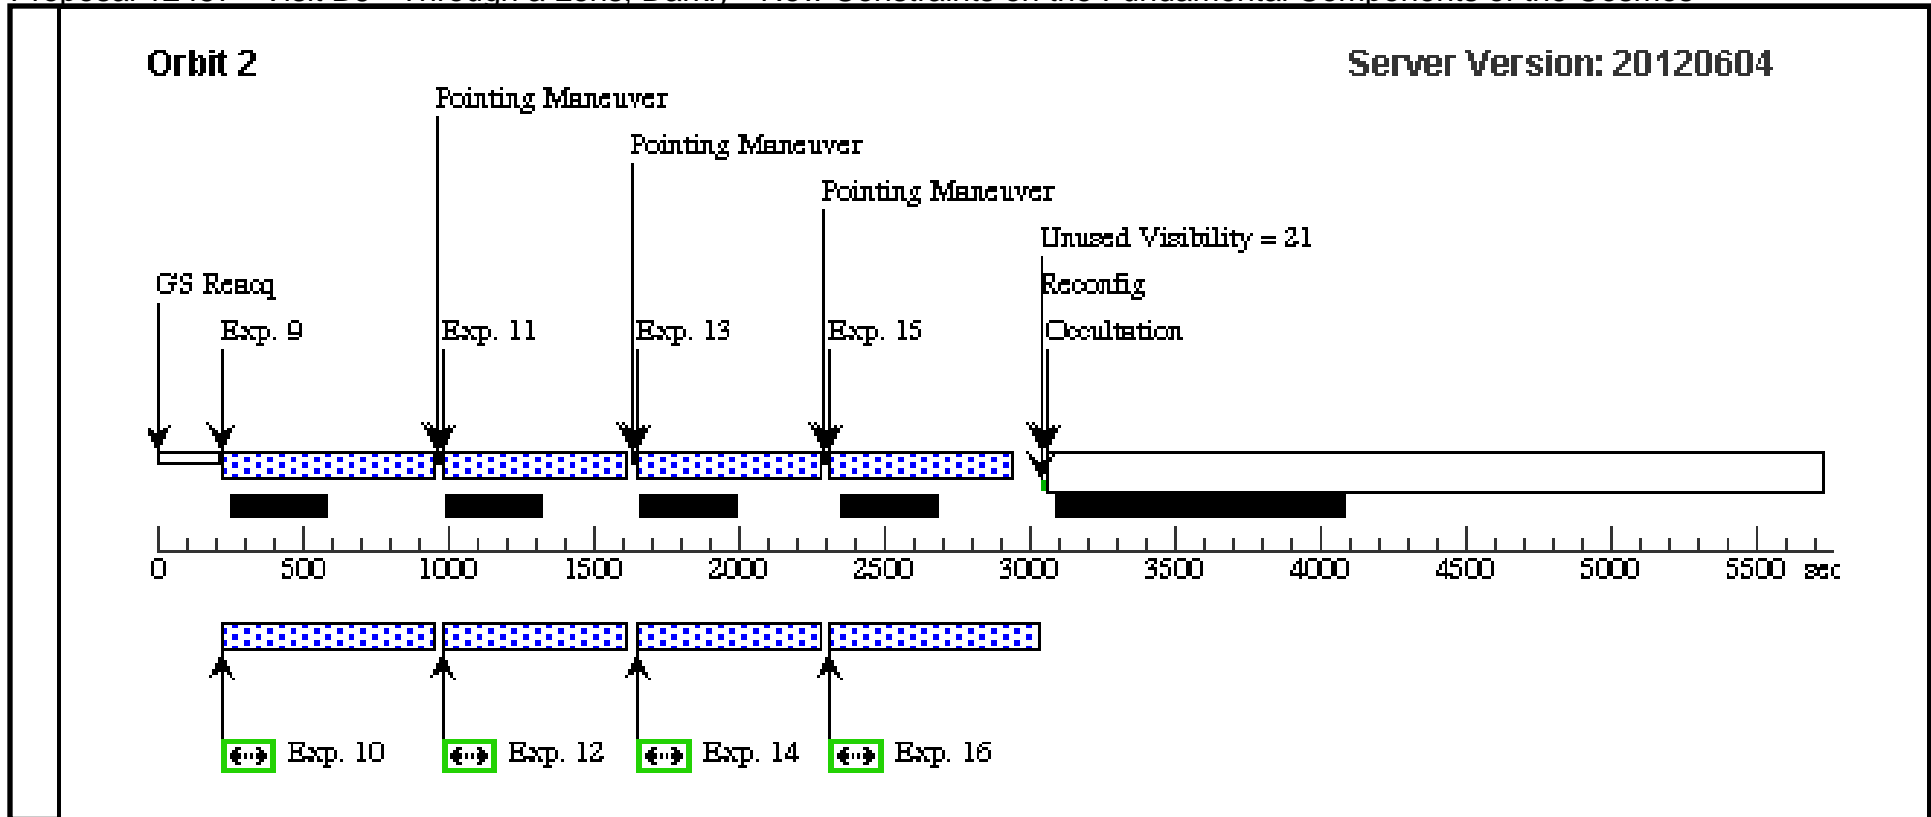 Orbit 2
Server Version: 20120604
Pointing Maneuver
Pointing Maneuver
Pointing Maneuver
Unused Visibility = 21
GS Reacq
Reconfig
Exp. 9
Exp. 11
Exp. 13
Exp. 15
Occultation
0 500 1000 1500 2000 2500 3000 3500 4000 4500 5000 5500 sec
Exp. 10
Exp. 12
Exp. 14
Exp. 16